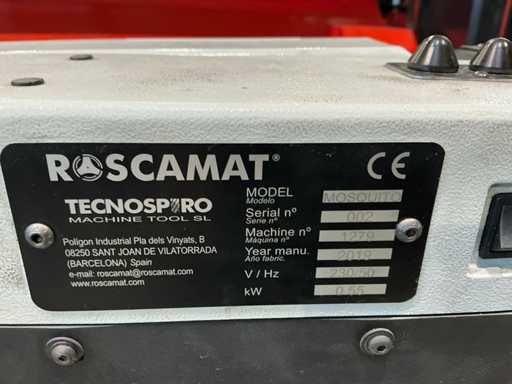 ROSCAMAT®
CE
TECNOSPIRO
MACHINE TOOL SL
Polígon Industrial Pla dels Vinyats, B
08250 SANT JOAN DE VILATORRADA
(BARCELONA) Spain
e-mail: roscamat@roscamat.com
www.roscamat.com
MODEL MOSQUITO
Modelo
Serial nº 002
Serie nº
Machine nº 1279
Máquina nº
Year manu. 2019
Año fabric.
V / Hz 230/50
kW 0.55